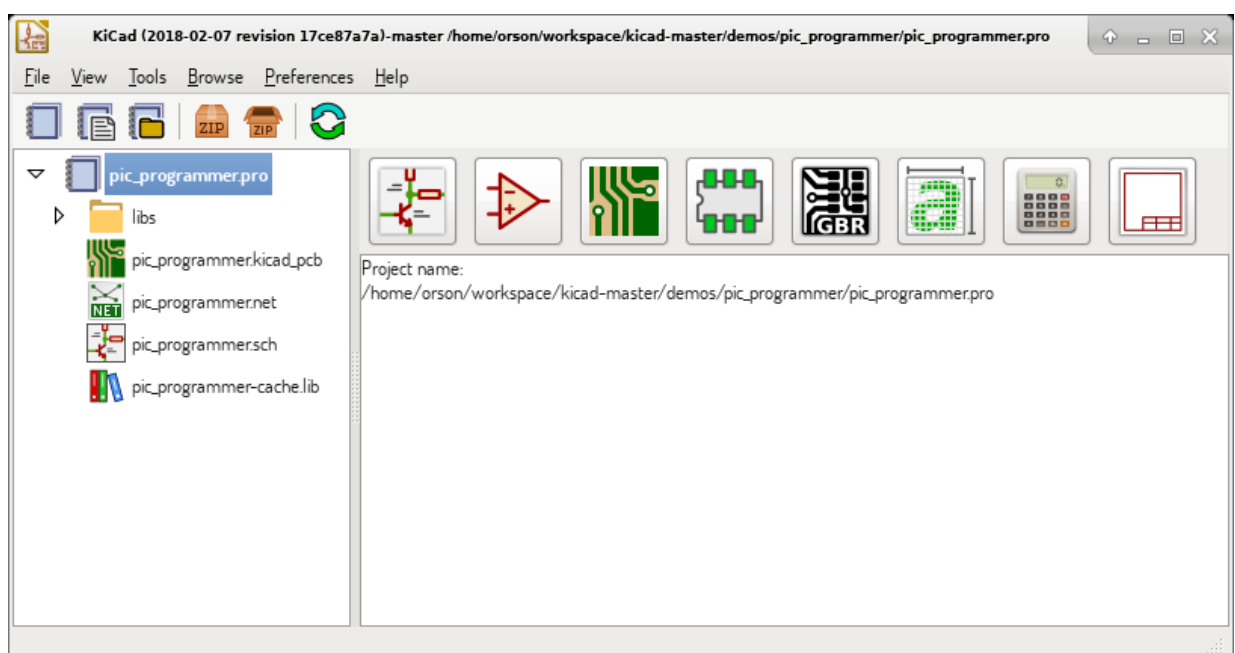 KiCad (2018-02-07 revision 17ce87a7a)-master /home/orson/workspace/kicad-master/demos/pic_programmer/pic_programmer.pro
File View Tools Browse Preferences Help
ZIP ZIP
pic_programmer.pro
libs
pic_programmer.kicad_pcb
NET pic_programmer.net
pic_programmer.sch
pic_programmer-cache.lib
GBR a 0.
Project name:
/home/orson/workspace/kicad-master/demos/pic_programmer/pic_programmer.pro